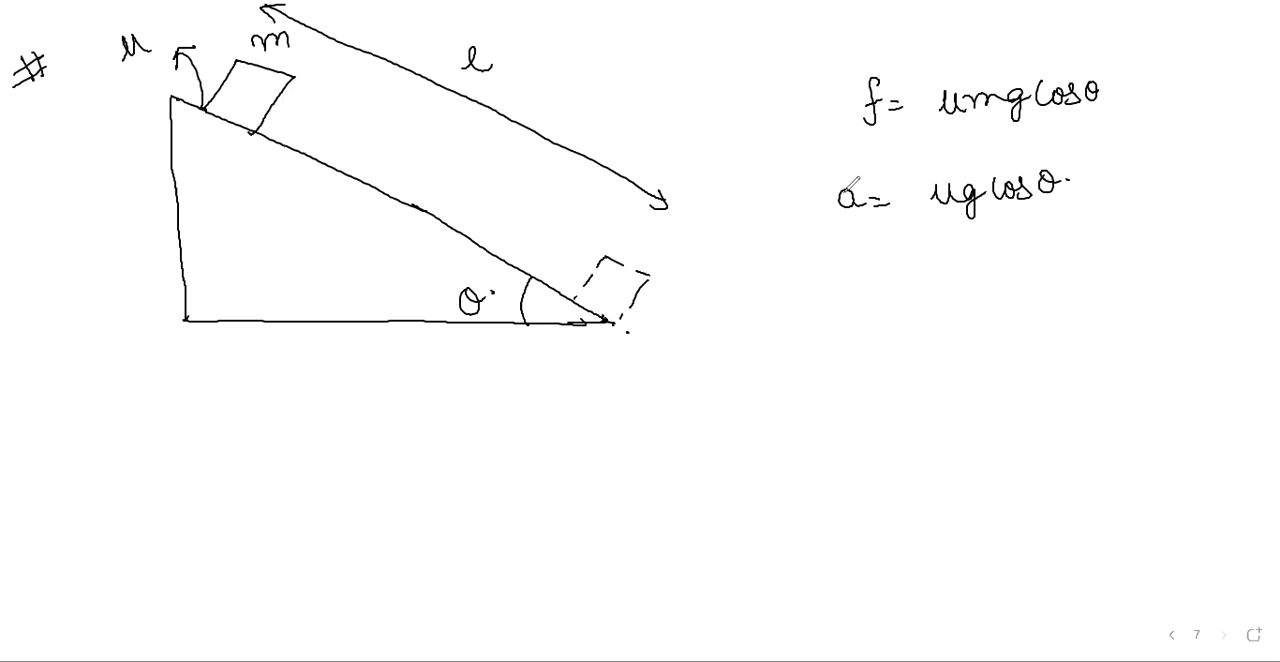 #
μ
m
l
f = μmg cosθ
a = μg cosθ.
θ
7